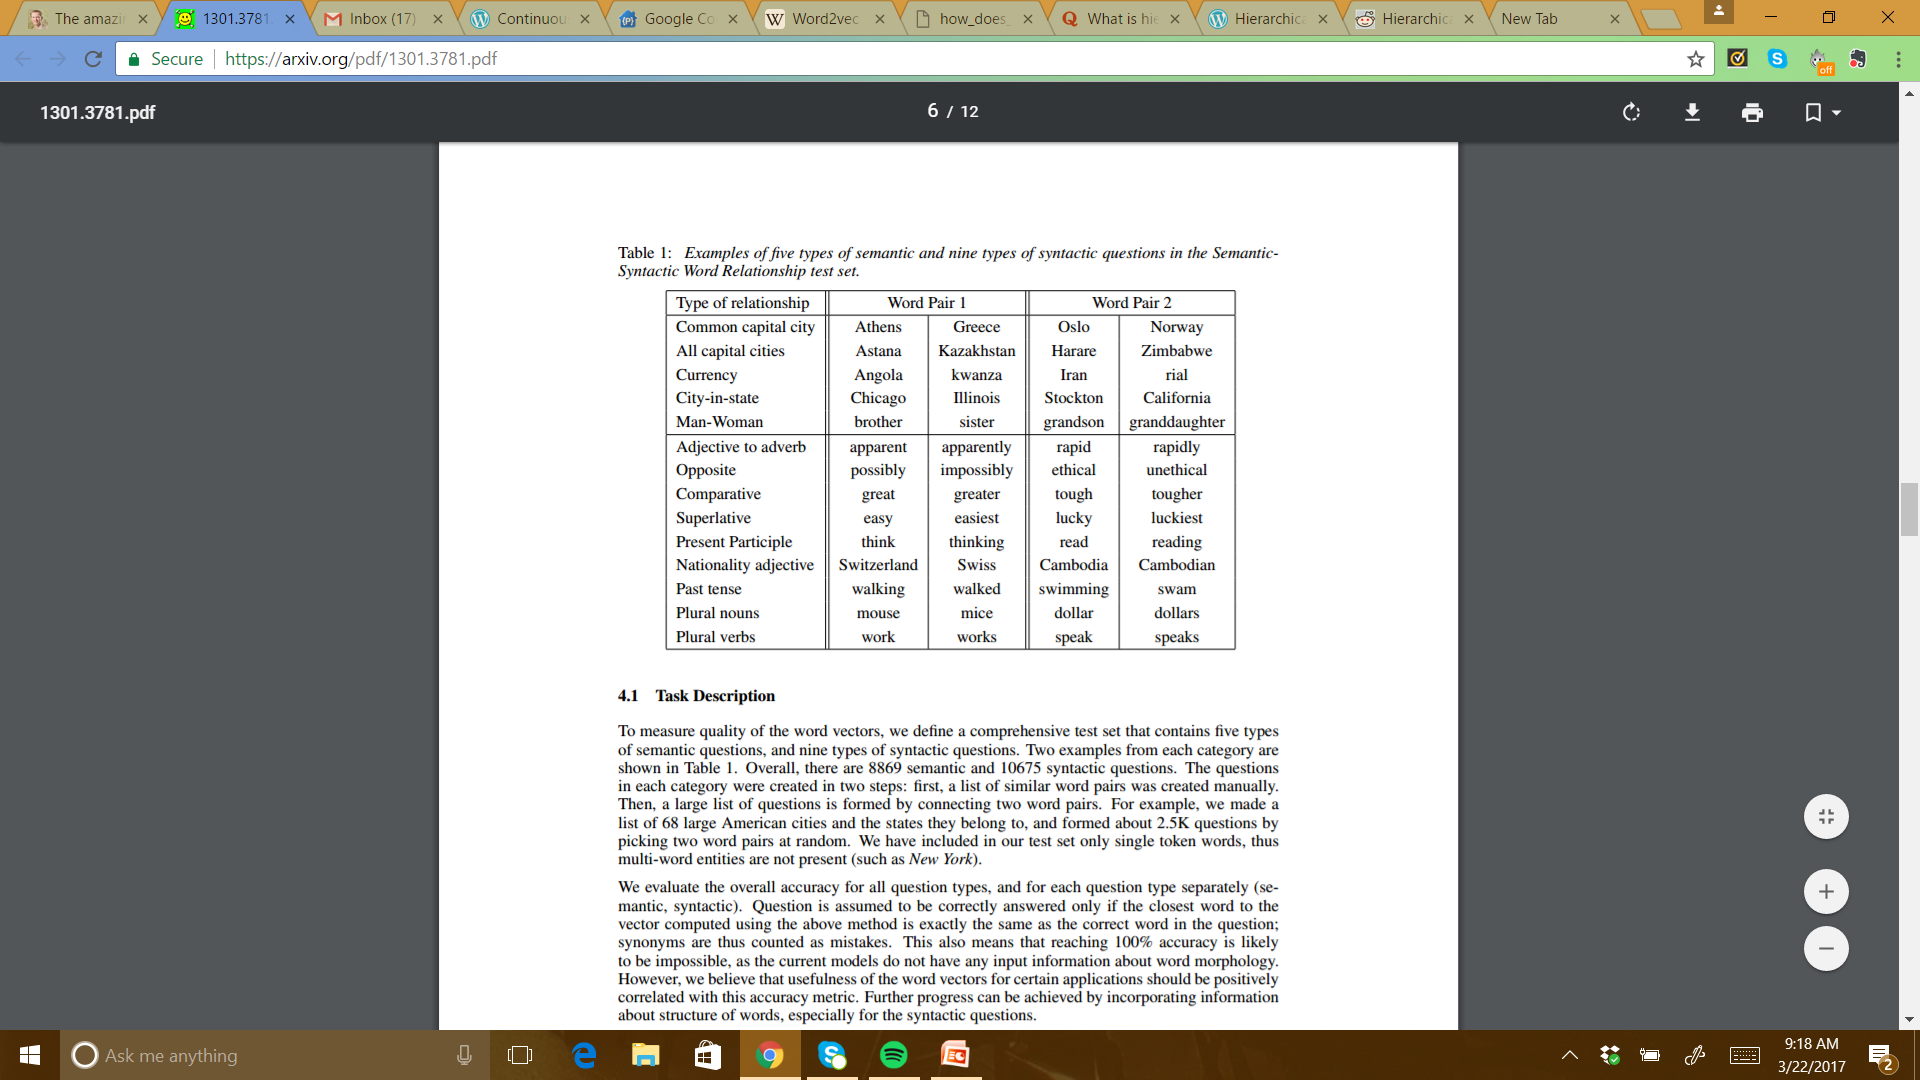 The amazi
1301.3781
Inbox (17)
Continuou
Google Co
Word2vec
how_does_
What is hie
Hierarchica
Hierarchic
New Tab
Secure https://arxiv.org/pdf/1301.3781.pdf
off
1301.3781.pdf
6 / 12
Table 1: Examples of five types of semantic and nine types of syntactic questions in the Semantic-
Syntactic Word Relationship test set.
Type of relationship Word Pair 1 Word Pair 2
Common capital city Athens Greece Oslo Norway
All capital cities Astana Kazakhstan Harare Zimbabwe
Currency Angola kwanza Iran rial
City-in-state Chicago Illinois Stockton California
Man-Woman brother sister grandson granddaughter
Adjective to adverb apparent apparently rapid rapidly
Opposite possibly impossibly ethical unethical
Comparative great greater tough tougher
Superlative easy easiest lucky luckiest
Present Participle think thinking read reading
Nationality adjective Switzerland Swiss Cambodia Cambodian
Past tense walking walked swimming swam
Plural nouns mouse mice dollar dollars
Plural verbs work works speak speaks
4.1 Task Description
To measure quality of the word vectors, we define a comprehensive test set that contains five types
of semantic questions, and nine types of syntactic questions. Two examples from each category are
shown in Table 1. Overall, there are 8869 semantic and 10675 syntactic questions. The questions
in each category were created in two steps: first, a list of similar word pairs was created manually.
Then, a large list of questions is formed by connecting two word pairs. For example, we made a
list of 68 large American cities and the states they belong to, and formed about 2.5K questions by
picking two word pairs at random. We have included in our test set only single token words, thus
multi-word entities are not present (such as New York).
We evaluate the overall accuracy for all question types, and for each question type separately (se-
mantic, syntactic). Question is assumed to be correctly answered only if the closest word to the
vector computed using the above method is exactly the same as the correct word in the question;
synonyms are thus counted as mistakes. This also means that reaching 100% accuracy is likely
to be impossible, as the current models do not have any input information about word morphology.
However, we believe that usefulness of the word vectors for certain applications should be positively
correlated with this accuracy metric. Further progress can be achieved by incorporating information
about structure of words, especially for the syntactic questions.
Ask me anything
9:18 AM
3/22/2017
2